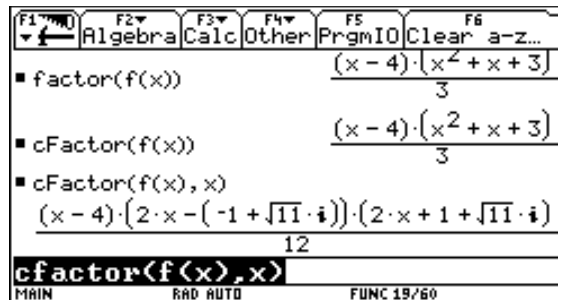 F1 F2 F3 F4 F5 F6
Algebra Calc Other PrgmIO Clear a-z…
▪ factor(f(x)) (x - 4)·(x² + x + 3) / 3
▪ cFactor(f(x)) (x - 4)·(x² + x + 3) / 3
▪ cFactor(f(x), x)
(x - 4)·(2·x - (-1 + √11·i))·(2·x + 1 + √11·i) / 12
cfactor(f(x),x)
MAIN RAD AUTO FUNC 19/60